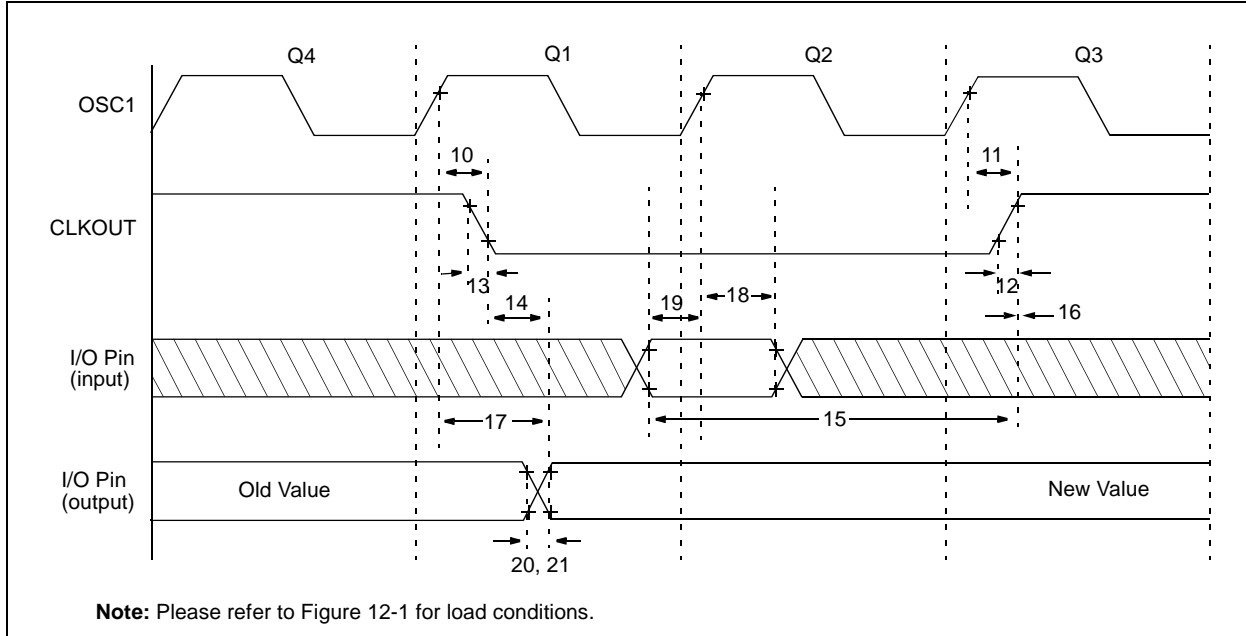 Q4
Q1
Q2
Q3
OSC1
10
11
CLKOUT
13
14
19
18
12
16
I/O Pin
(input)
17
15
I/O Pin
(output)
Old Value
New Value
20, 21
Note: Please refer to Figure 12-1 for load conditions.